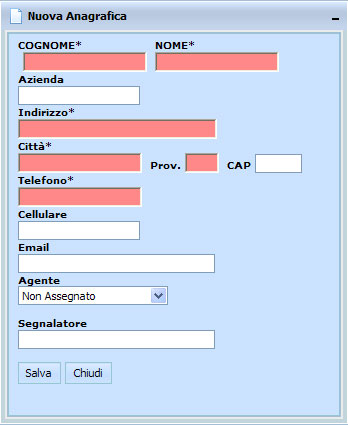 Nuova Anagrafica
COGNOME* NOME*
Azienda
Indirizzo*
Città*
Prov. CAP
Telefono*
Cellulare
Email
Agente
Non Assegnato
Segnalatore
Salva Chiudi